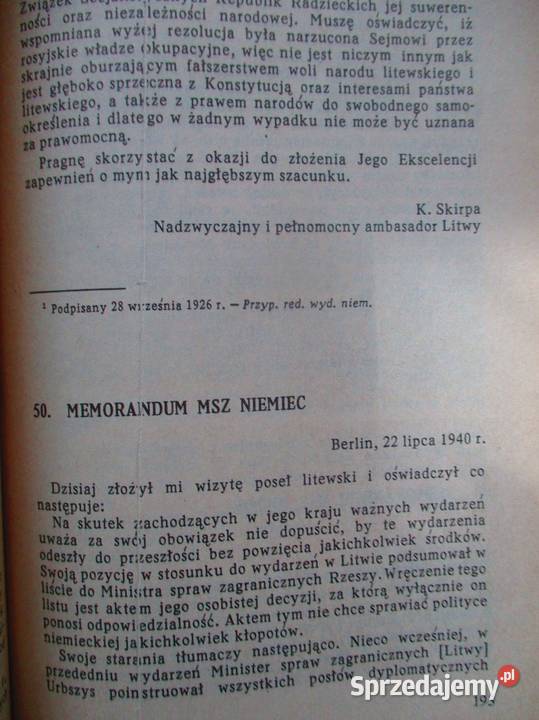 Związek Socjalistycznych Republik Radzieckich jej suweren-
ności oraz niezależności narodowej. Muszę oświadczyć, iż
wspomniana wyżej rezolucja była narzucona Sejmowi przez
rosyjskie władze okupacyjne, więc nie jest niczym innym jak
skrajnie oburzającym fałszerstwem woli narodu litewskiego i
jest głęboko sprzeczna z Konstytucją oraz interesami państwa
litewskiego, a także z prawem narodów do swobodnego samo-
określenia i dlatego w żadnym wypadku nie może być uznana
za prawomocną.
Pragnę skorzystać z okazji do złożenia Jego Ekscelencji
zapewnień o mym jak najgłębszym szacunku.
K. Skirpa
Nadzwyczajny i pełnomocny ambasador Litwy
¹ Podpisany 28 września 1926 r. — Przyp. red. wyd. niem.
50. MEMORANDUM MSZ NIEMIEC
Berlin, 22 lipca 1940 r.
Dzisiaj złożył mi wizytę poseł litewski i oświadczył co
następuje:
Na skutek zachodzących w jego kraju ważnych wydarzeń
uważa za swój obowiązek nie dopuścić, by te wydarzenia
odeszły do przeszłości bez powzięcia jakichkolwiek środków.
Swoją pozycję w stosunku do wydarzeń w Litwie podsumował w
liście do Ministra spraw zagranicznych Rzeszy. Wręczenie tego
listu jest aktem jego osobistej decyzji, za którą wyłącznie on
ponosi odpowiedzialność. Aktem tym nie chce sprawiać polityce
niemieckiej jakichkolwiek kłopotów.
Swoje starania tłumaczy następująco. Nieco wcześniej, w
przededniu wydarzeń Minister spraw zagranicznych [Litwy]
Urbszys poinstruował wszystkich posłów dyplomatycznych
193
Sprzedajemy.pl